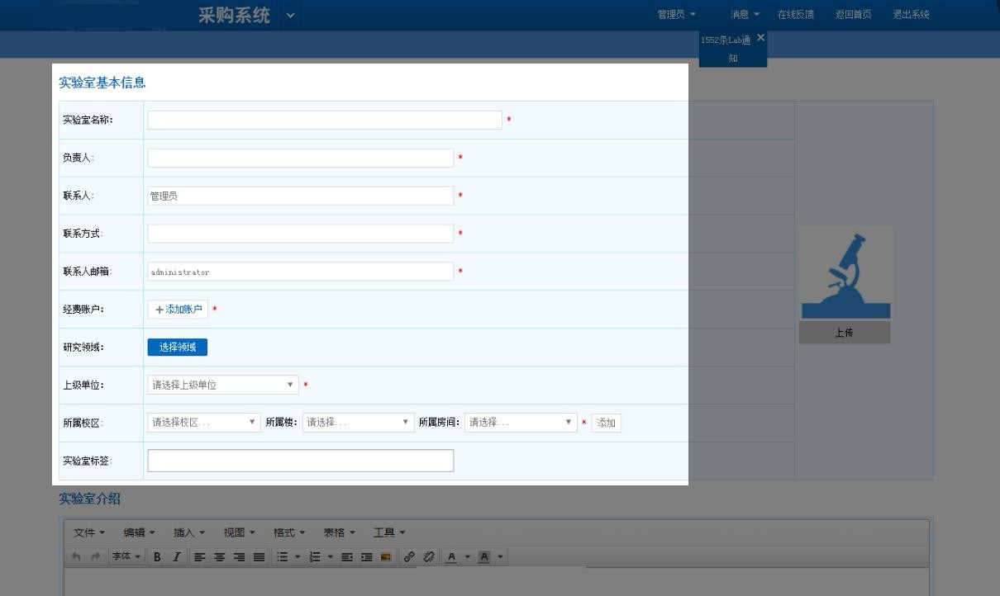 采购系统 管理员 消息 在线反馈 返回首页 退出系统
1552条Lab通
知
实验室基本信息
实验室名称: *
负责人: *
联系人: 管理员 *
联系方式: *
联系人邮箱: administrator *
经费账户: +添加账户 *
研究领域: 选择领域
上传
上级单位: 请选择上级单位 *
所属校区: 请选择校区... 所属楼: 请选择... 所属房间: 请选择... * 添加
实验室标签:
实验室介绍
文件 编辑 插入 视图 格式 表格 工具
字体 B I A A